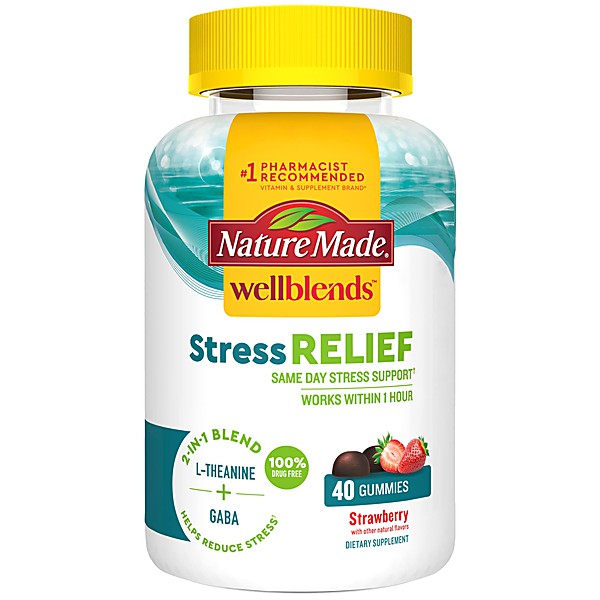 #1 PHARMACIST
RECOMMENDED
VITAMIN & SUPPLEMENT BRAND*
Nature Made®
wellblends™
Stress RELIEF
SAME DAY STRESS SUPPORT†
WORKS WITHIN 1 HOUR
2-IN-1 BLEND
L-THEANINE
+
GABA
HELPS REDUCE STRESS†
100%
DRUG FREE
40 GUMMIES
Strawberry
with other natural flavors
DIETARY SUPPLEMENT